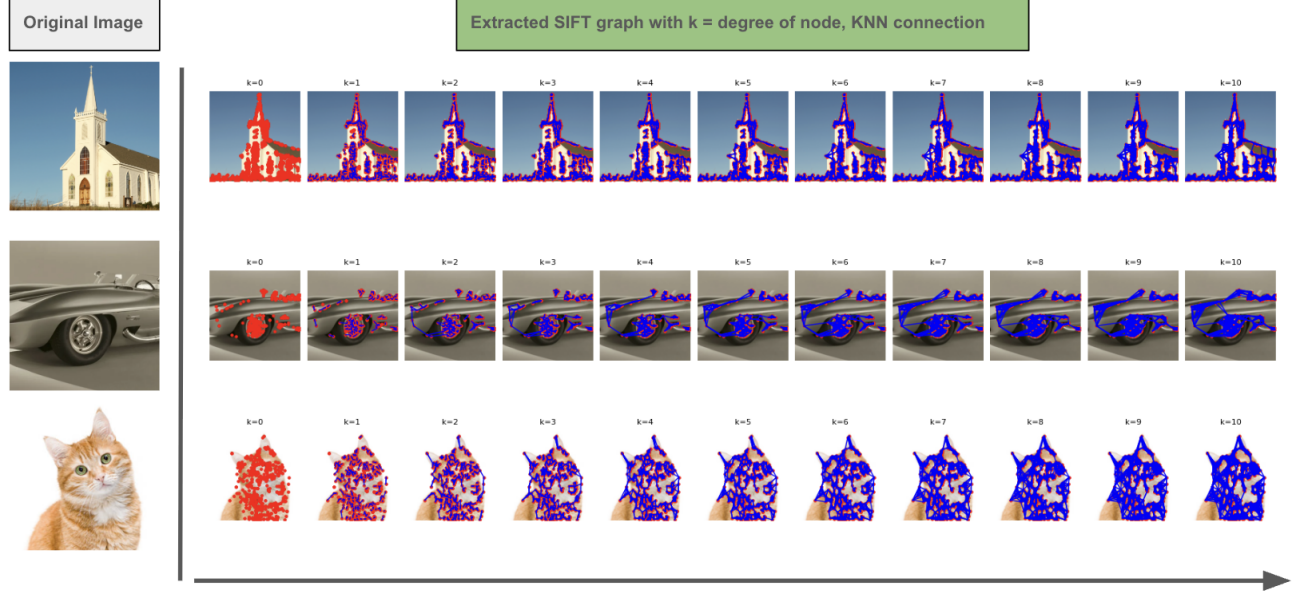 Original Image
Extracted SIFT graph with k = degree of node, KNN connection
k=0 k=1 k=2 k=3 k=4 k=5 k=6 k=7 k=8 k=9 k=10
k=0 k=1 k=2 k=3 k=4 k=5 k=6 k=7 k=8 k=9 k=10
k=0 k=1 k=2 k=3 k=4 k=5 k=6 k=7 k=8 k=9 k=10